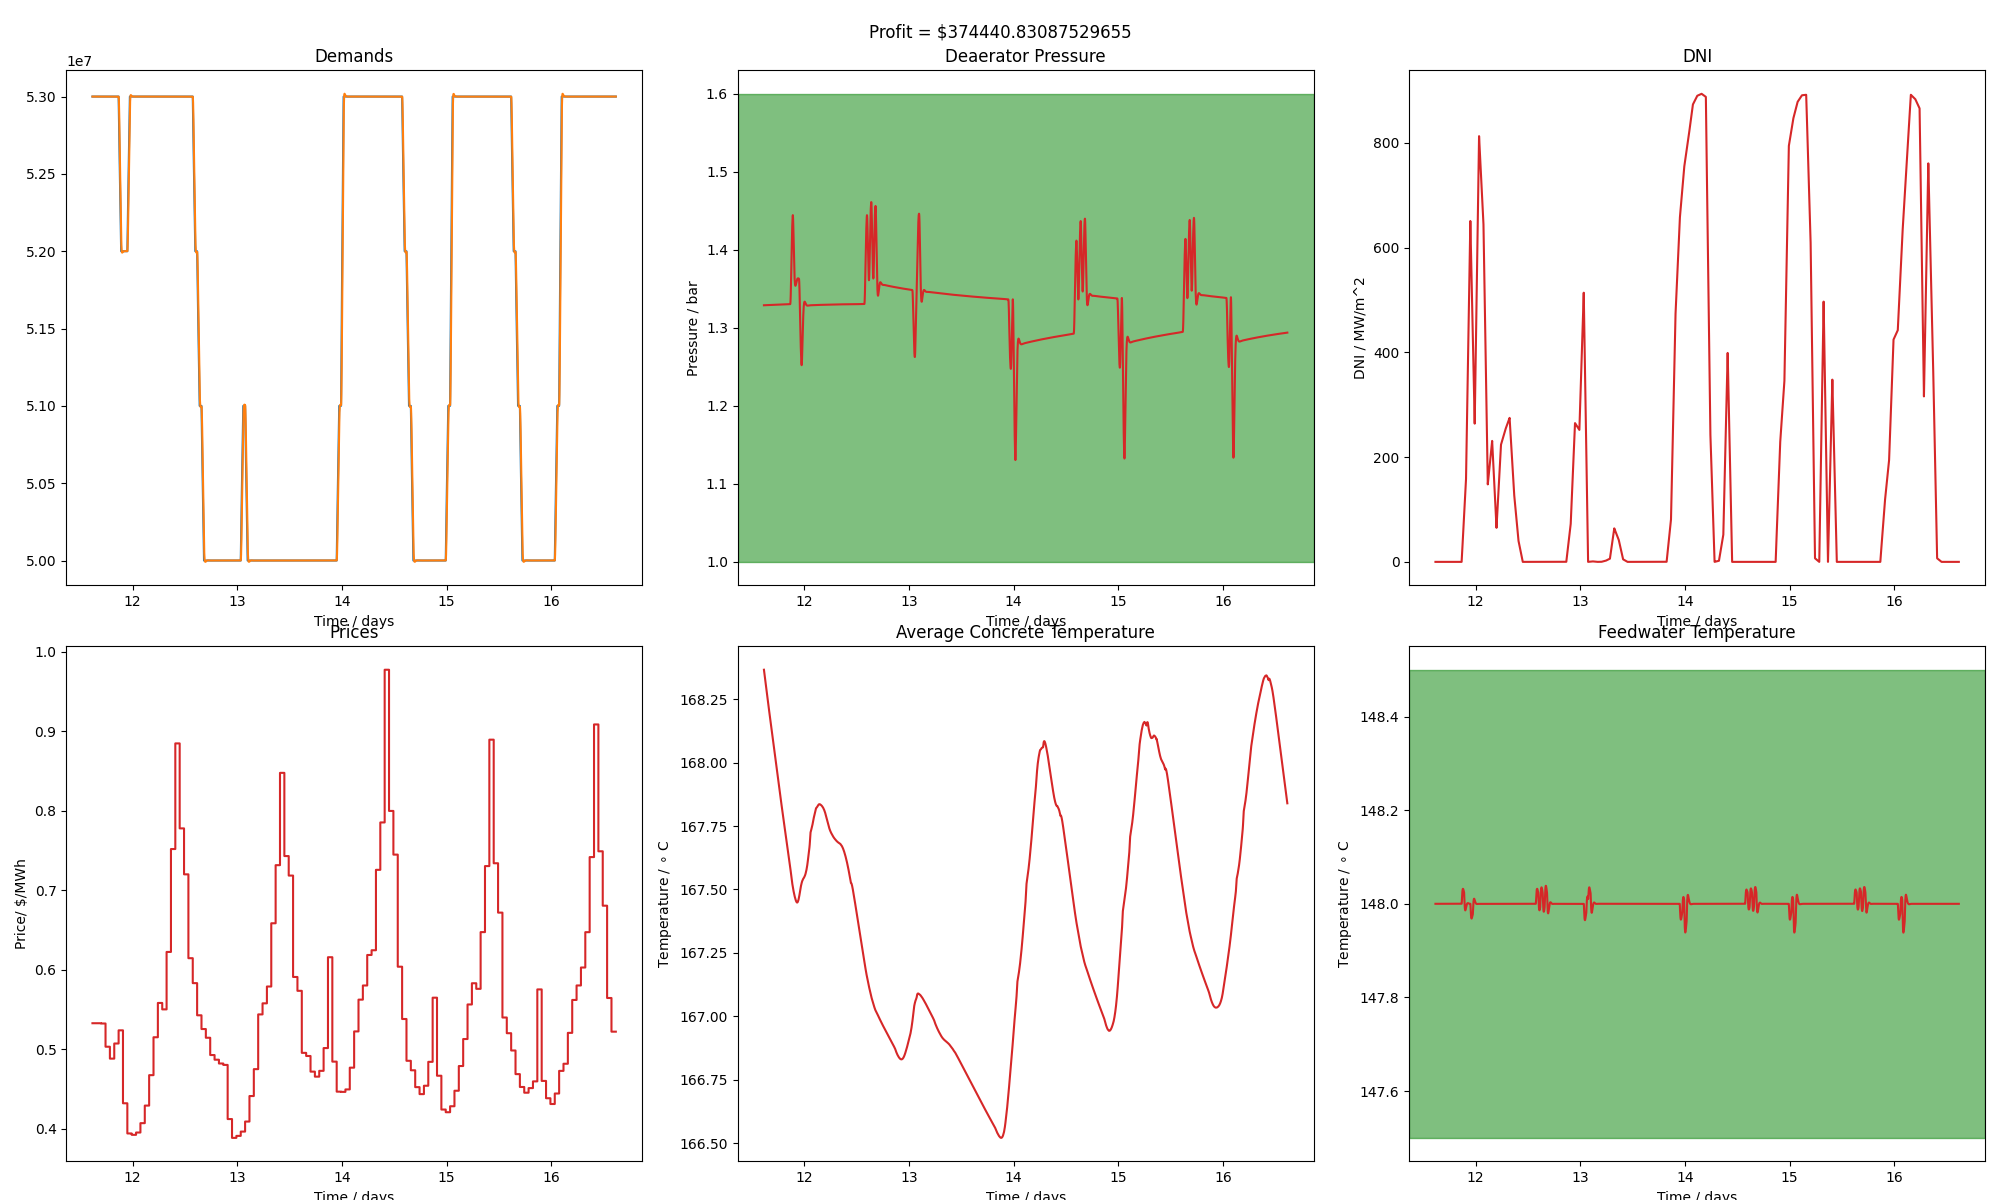 Profit = $374440.83087529655
Demands
1e7
5.30
5.25
5.20
5.15
5.10
5.05
5.00
12 13 14 15 16
Time / days
Deaerator Pressure
Pressure / bar
1.6
1.5
1.4
1.3
1.2
1.1
1.0
12 13 14 15 16
Time / days
DNI
DNI / MW/m^2
800
600
400
200
0
12 13 14 15 16
Time / days
Prices
Price/ $/MWh
1.0
0.9
0.8
0.7
0.6
0.5
0.4
12 13 14 15 16
Time / days
Average Concrete Temperature
Temperature / ∘ C
168.25
168.00
167.75
167.50
167.25
167.00
166.75
166.50
12 13 14 15 16
Time / days
Feedwater Temperature
Temperature / ∘ C
148.4
148.2
148.0
147.8
147.6
12 13 14 15 16
Time / days